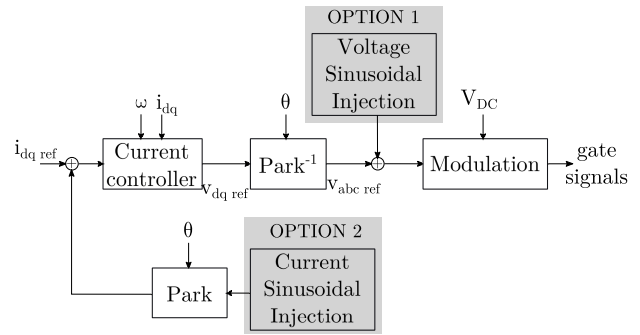 OPTION 1
Voltage
Sinusoidal
Injection
ω i_dq
θ
V_DC
i_dq ref
Current
controller
v_dq ref
Park⁻¹
v_abc ref
Modulation
gate
signals
OPTION 2
θ
Park
Current
Sinusoidal
Injection